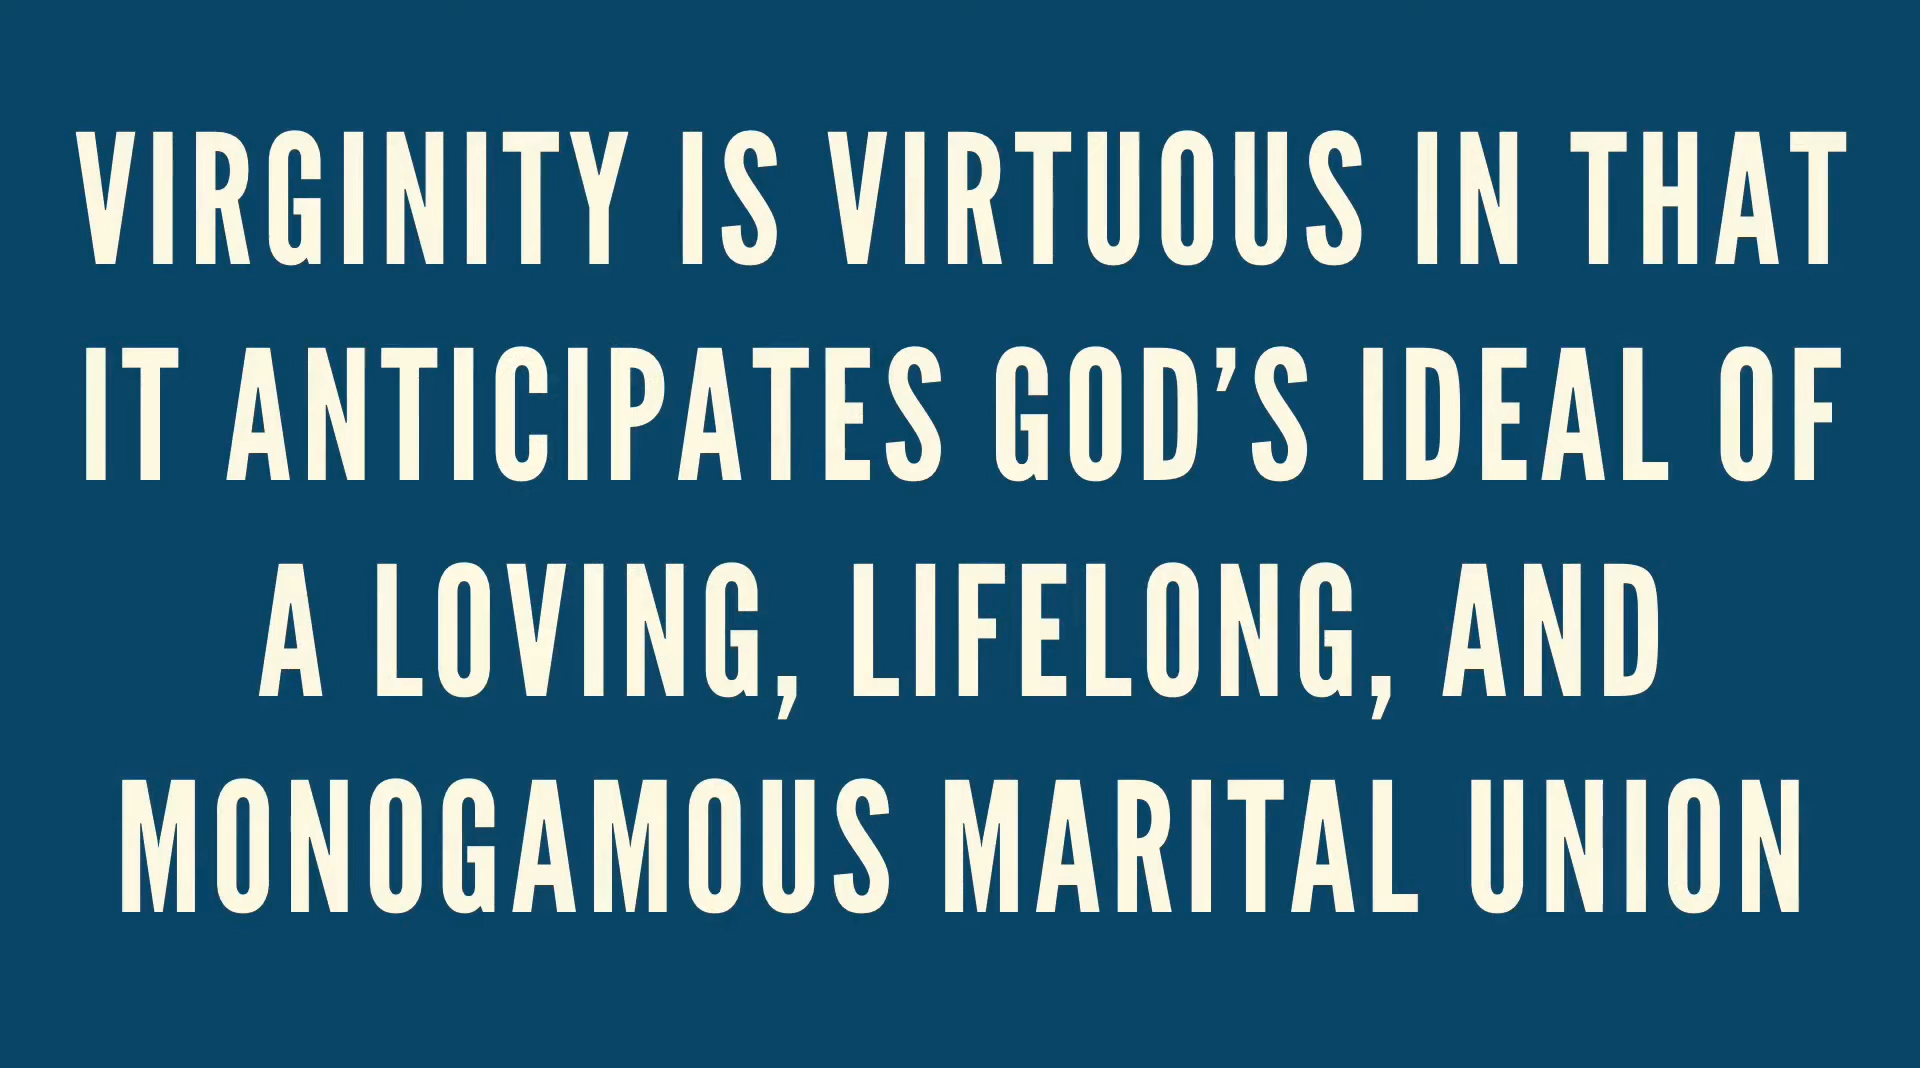 VIRGINITY IS VIRTUOUS IN THAT
IT ANTICIPATES GOD’S IDEAL OF
A LOVING, LIFELONG, AND
MONOGAMOUS MARITAL UNION